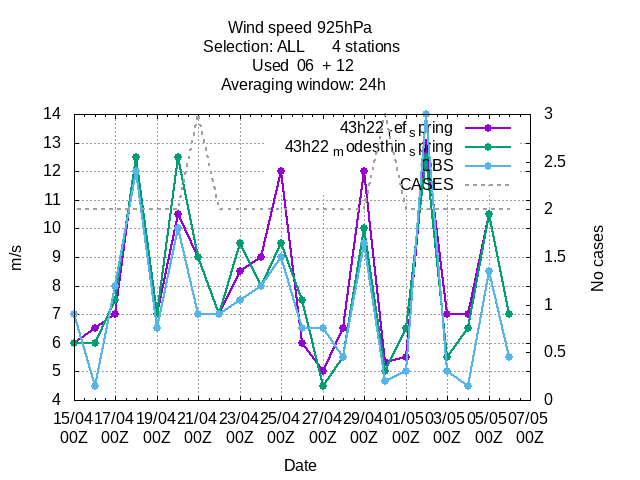 Wind speed 925hPa
Selection: ALL 4 stations
Used 06 + 12
Averaging window: 24h
43h22_ref_spring
43h22_modesthin_spring
OBS
CASES
14
13
12
11
10
9
8
7
6
5
4
3
2.5
2
1.5
1
0.5
0
m/s
No cases
15/04 17/04 19/04 21/04 23/04 25/04 27/04 29/04 01/05 03/05 05/05 07/05
00Z 00Z 00Z 00Z 00Z 00Z 00Z 00Z 00Z 00Z 00Z 00Z
Date